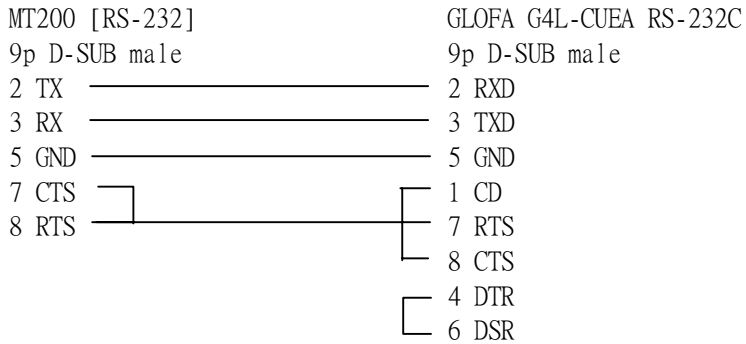 MT200 [RS-232] GLOFA G4L-CUEA RS-232C
9p D-SUB male 9p D-SUB male
2 TX 2 RXD
3 RX 3 TXD
5 GND 5 GND
7 CTS 1 CD
8 RTS 7 RTS
8 CTS
4 DTR
6 DSR